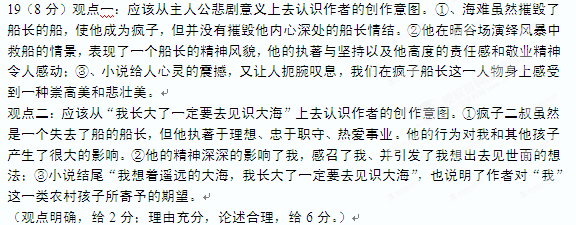 19（8 分）观点一：应该从主人公悲剧意义上去认识作者的创作意图。①、海难虽然摧毁了
船长的船，使他成为疯子，但并没有摧毁他内心深处的船长情结。②他在晒谷场演绎风暴中
救船的情景，表现了一个船长的精神风貌，他的执著与坚持以及他高度的责任感和敬业精神
令人感动；③、小说给人心灵的震撼，又让人扼腕叹息，我们在疯子船长这一人物身上感受
到一种崇高美和悲壮美。
观点二：应该从“我长大了一定要去见识大海”上去认识作者的创作意图。①疯子二叔虽然
是一个失去了船的船长，但他执著于理想、忠于职守、热爱事业。他的行为对我和其他孩子
产生了很大的影响。②他的精神深深的影响了我，感召了我、并引发了我想出去见世面的想
法；③小说结尾“我想着遥远的大海，我长大了一定要去见识大海”，也说明了作者对“我”
这一类农村孩子所寄予的期望。
（观点明确，给 2 分；理由充分，论述合理，给 6 分。）